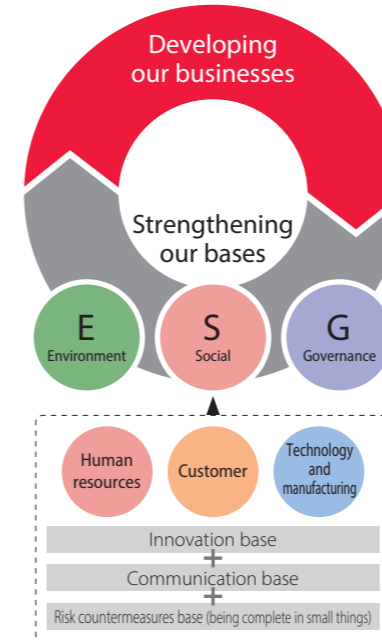 Developing
our businesses
Strengthening
our bases
E
Environment
S
Social
G
Governance
Human
resources
Customer
Technology
and
manufacturing
Innovation base
+
Communication base
+
Risk countermeasures base (being complete in small things)